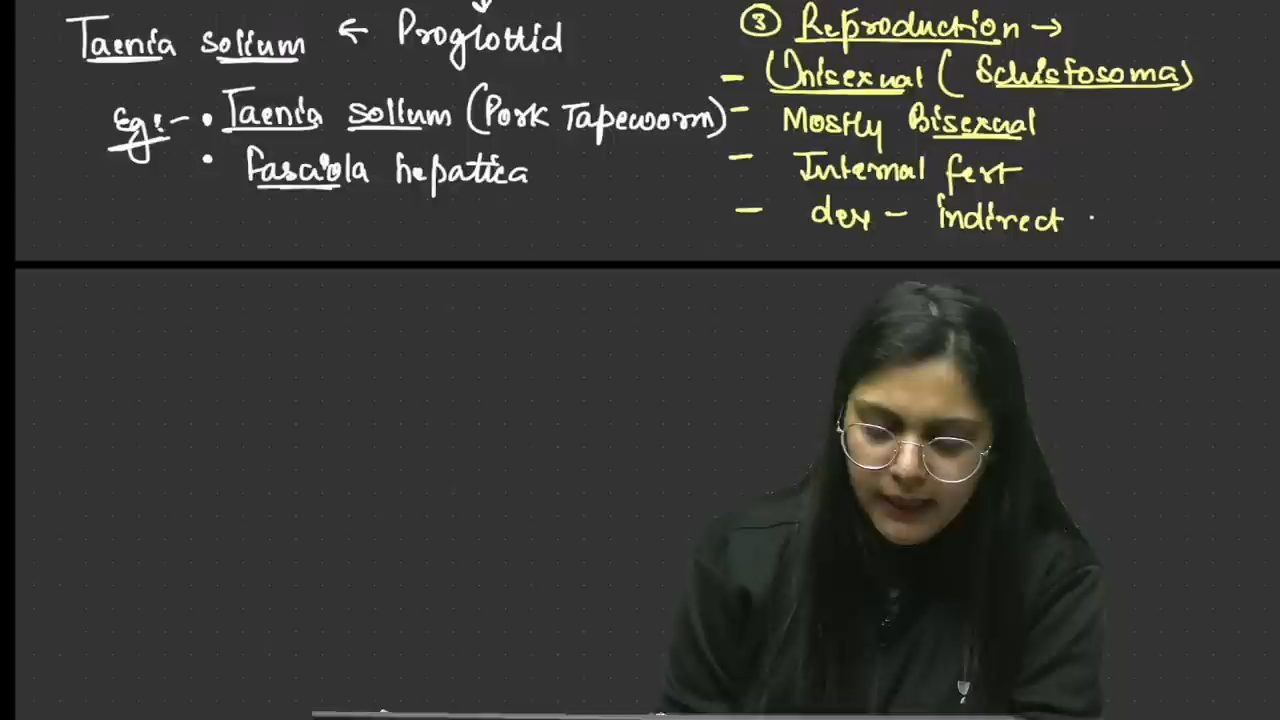 Taenia solium ← Proglottid
Eg:- • Taenia solium (Pork Tapeworm)
• Fasciola hepatica
③ Reproduction →
- Unisexual (Schistosoma)
- Mostly Bisexual
- Internal fert
- dev - indirect